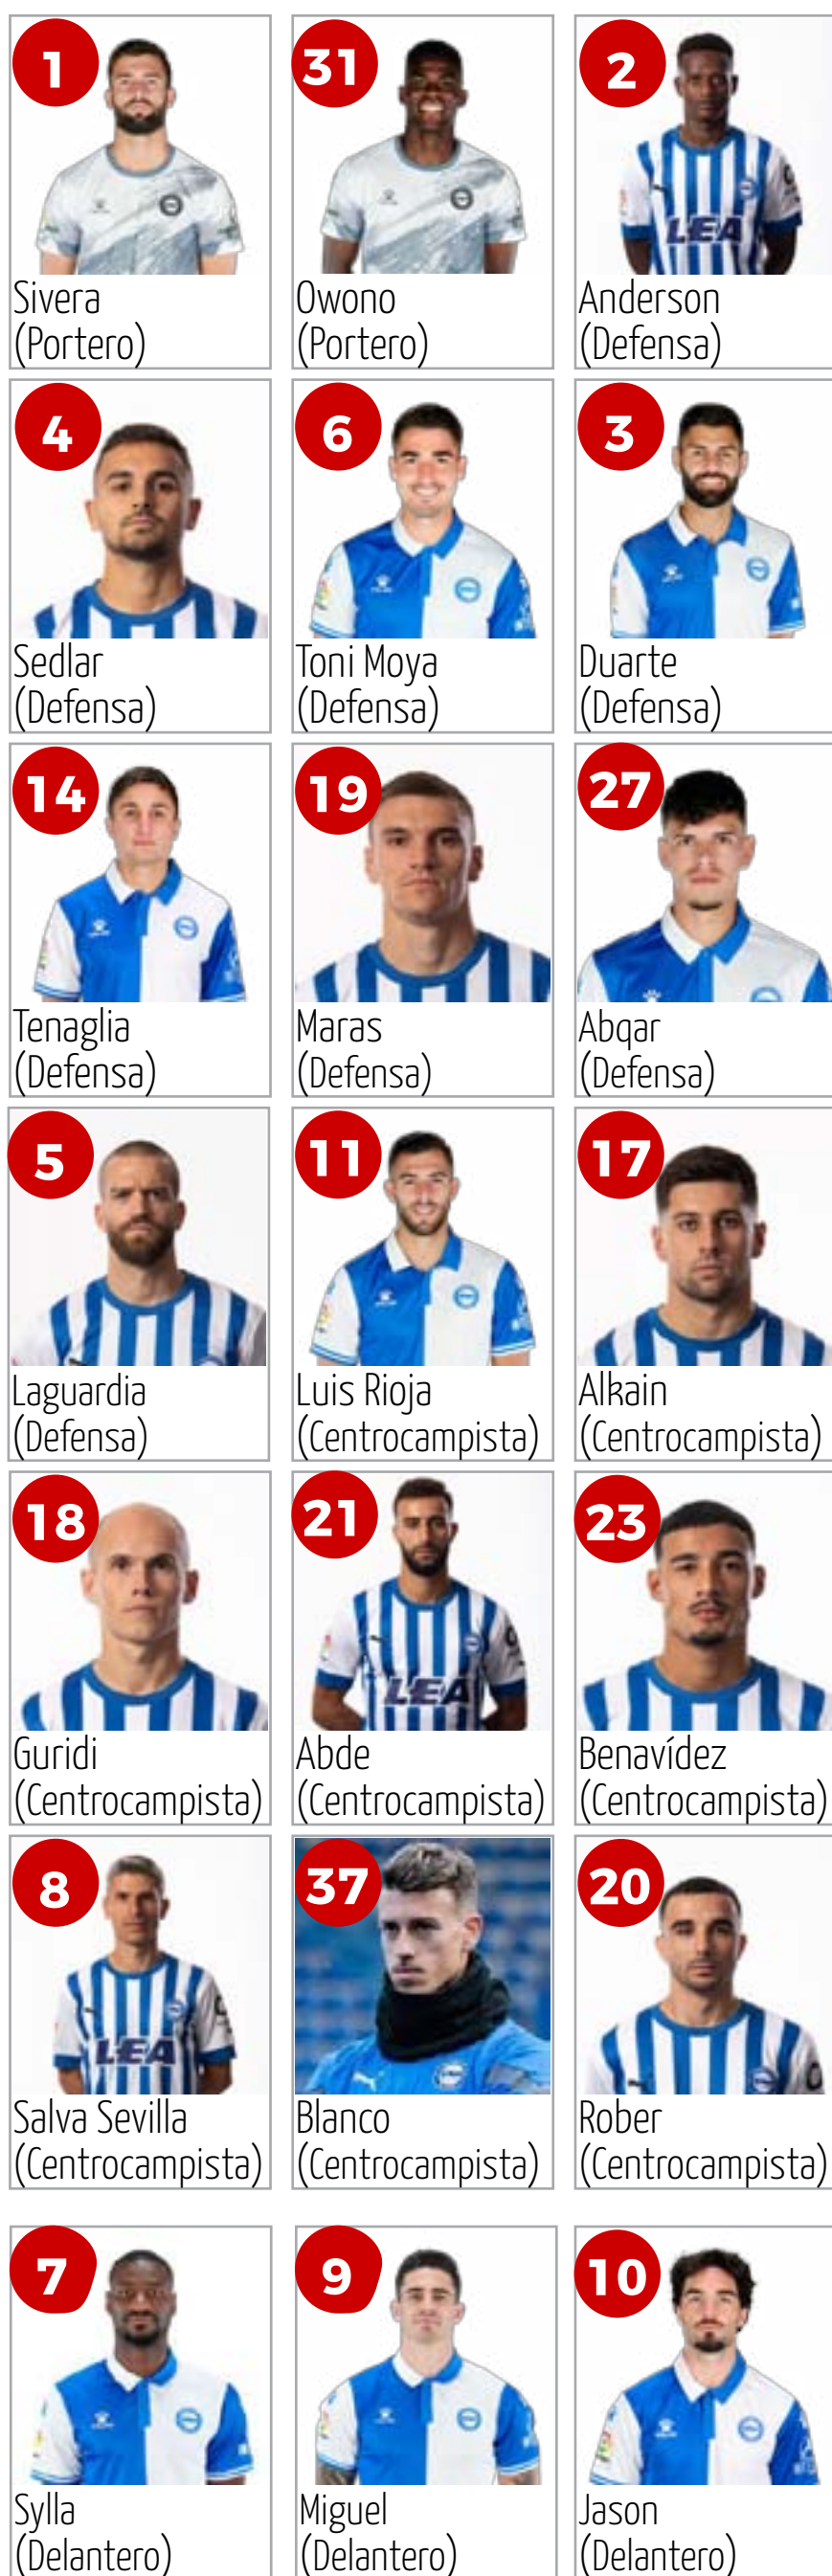 1
Sivera
(Portero)
31
Owono
(Portero)
2
Anderson
(Defensa)
LEA
4
Sedlar
(Defensa)
6
Toni Moya
(Defensa)
3
Duarte
(Defensa)
14
Tenaglia
(Defensa)
19
Maras
(Defensa)
27
Abqar
(Defensa)
5
Laguardia
(Defensa)
11
Luis Rioja
(Centrocampista)
17
Alkain
(Centrocampista)
18
Guridi
(Centrocampista)
21
LEA
Abde
(Centrocampista)
23
Benavídez
(Centrocampista)
8
LEA
Salva Sevilla
(Centrocampista)
37
Blanco
(Centrocampista)
20
Rober
(Centrocampista)
7
Sylla
(Delantero)
9
Miguel
(Delantero)
10
Jason
(Delantero)